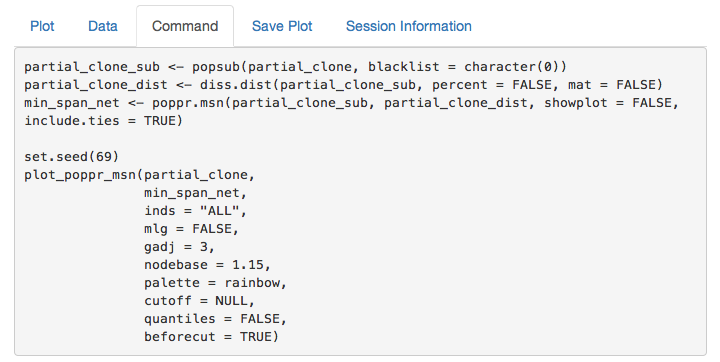 Plot Data Command Save Plot Session Information
partial_clone_sub <- popsub(partial_clone, blacklist = character(0))
partial_clone_dist <- diss.dist(partial_clone_sub, percent = FALSE, mat = FALSE)
min_span_net <- poppr.msn(partial_clone_sub, partial_clone_dist, showplot = FALSE,
include.ties = TRUE)

set.seed(69)
plot_poppr_msn(partial_clone,
               min_span_net,
               inds = "ALL",
               mlg = FALSE,
               gadj = 3,
               nodebase = 1.15,
               palette = rainbow,
               cutoff = NULL,
               quantiles = FALSE,
               beforecut = TRUE)